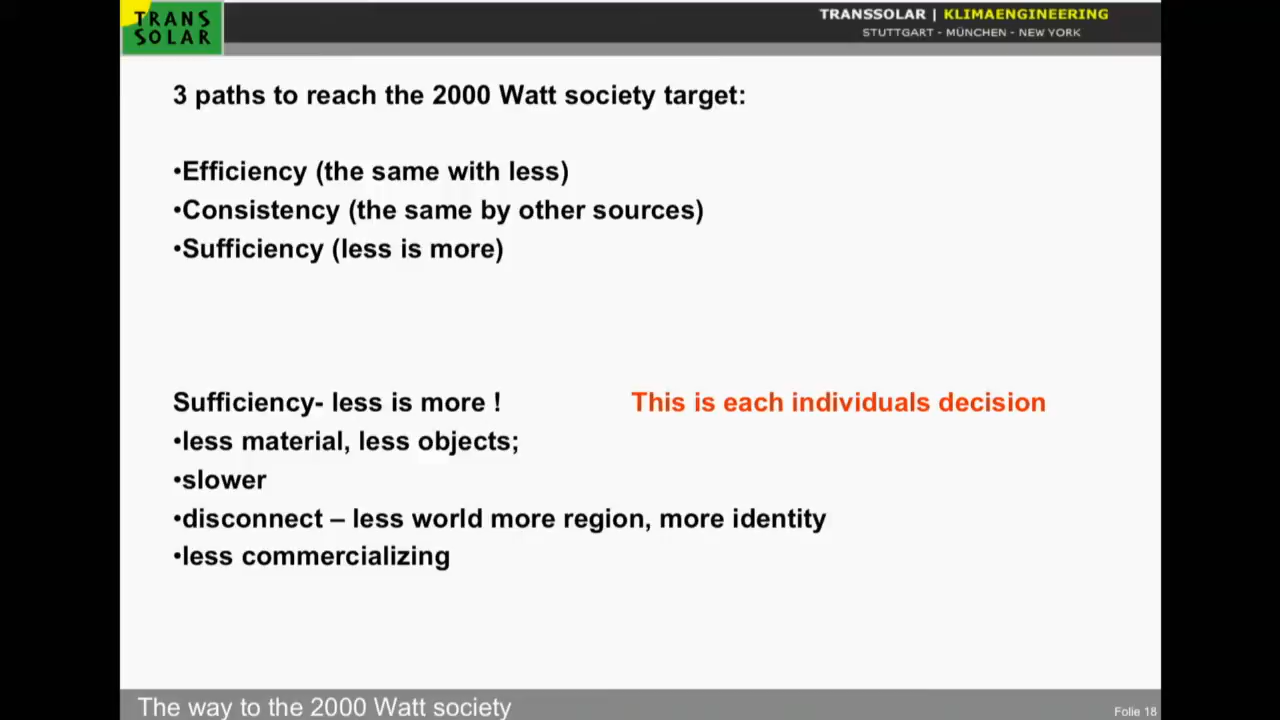 TRANS
SOLAR
TRANSSOLAR | KLIMAENGINEERING
STUTTGART - MÜNCHEN - NEW YORK
3 paths to reach the 2000 Watt society target:
•Efficiency (the same with less)
•Consistency (the same by other sources)
•Sufficiency (less is more)
Sufficiency- less is more !
This is each individuals decision
•less material, less objects;
•slower
•disconnect – less world more region, more identity
•less commercializing
The way to the 2000 Watt society
Folie 18